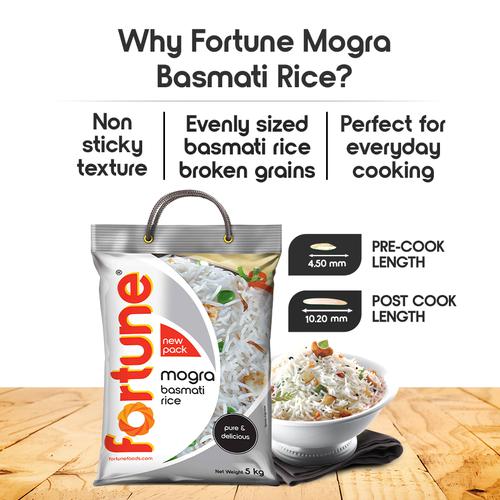 Why Fortune Mogra
Basmati Rice?
Non
sticky
texture
Evenly sized
basmati rice
broken grains
Perfect for
everyday
cooking
4.50 mm
PRE-COOK
LENGTH
10.20 mm
POST COOK
LENGTH
fortune®
new
pack
mogra
basmati
rice
pure &
delicious
fortunefoods.com
Net Weight 5 kg